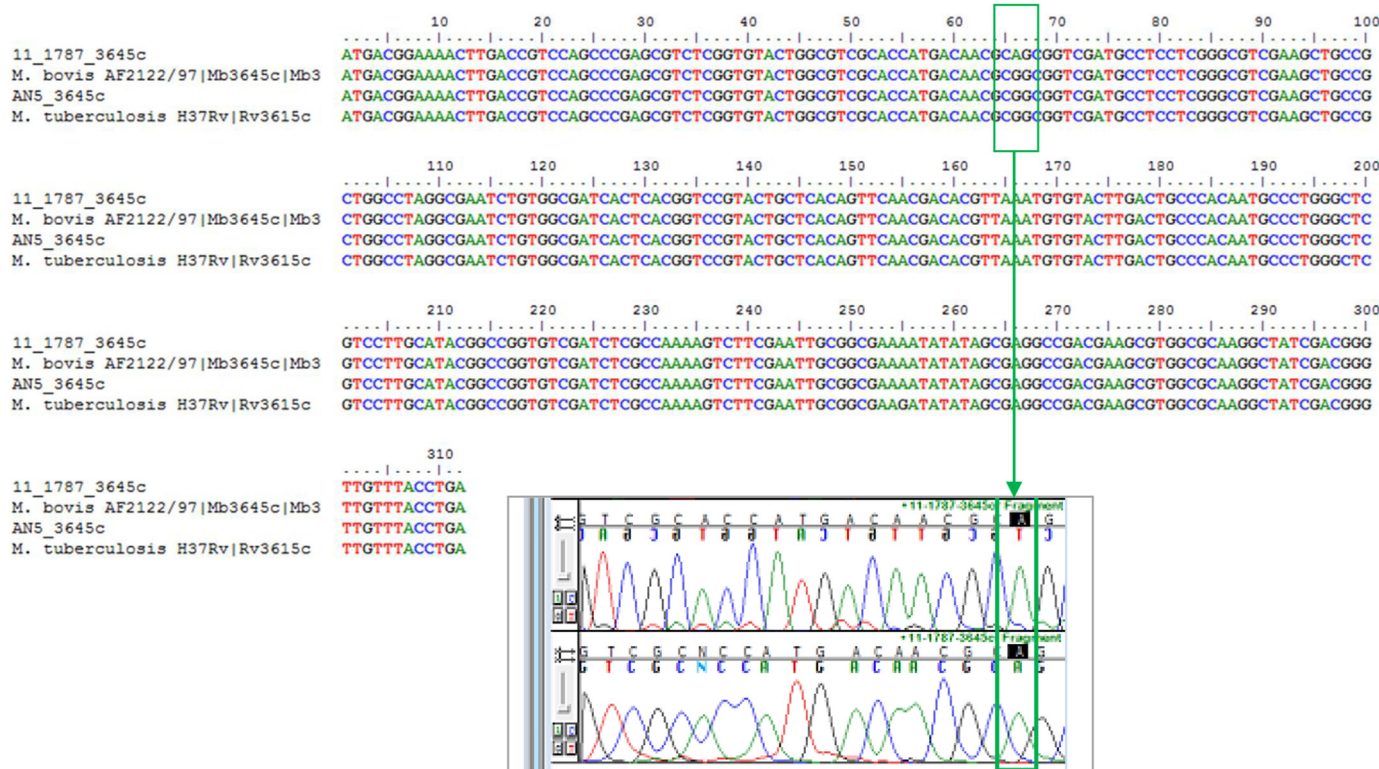 10 20 30 40 50 60 70 80 90 100
....|....|....|....|....|....|....|....|....|....|....|....|....|....|....|....|....|....|....|....|
11_1787_3645c ATGACGGAAAACTTGACCGTCCAGCCCGAGCGTCTCGGTGTACTGGCGTCGCACCATGACAACGCAGCGGTCGATGCCTCCTCGGGCGTCGAAGCTGCCG
M. bovis AF2122/97|Mb3645c|Mb3 ATGACGGAAAACTTGACCGTCCAGCCCGAGCGTCTCGGTGTACTGGCGTCGCACCATGACAACGCGGCGGTCGATGCCTCCTCGGGCGTCGAAGCTGCCG
AN5_3645c ATGACGGAAAACTTGACCGTCCAGCCCGAGCGTCTCGGTGTACTGGCGTCGCACCATGACAACGCGGCGGTCGATGCCTCCTCGGGCGTCGAAGCTGCCG
M. tuberculosis H37Rv|Rv3615c ATGACGGAAAACTTGACCGTCCAGCCCGAGCGTCTCGGTGTACTGGCGTCGCACCATGACAACGCGGCGGTCGATGCCTCCTCGGGCGTCGAAGCTGCCG
110 120 130 140 150 160 170 180 190 200
....|....|....|....|....|....|....|....|....|....|....|....|....|....|....|....|....|....|....|....|
11_1787_3645c CTGGCCTAGGCGAATCTGTGGCGATCACTCACGGTCCGTACTGCTCACAGTTCAACGACACGTTAAATGTGTACTTGACTGCCCACAATGCCCTGGGCTC
M. bovis AF2122/97|Mb3645c|Mb3 CTGGCCTAGGCGAATCTGTGGCGATCACTCACGGTCCGTACTGCTCACAGTTCAACGACACGTTAAATGTGTACTTGACTGCCCACAATGCCCTGGGCTC
AN5_3645c CTGGCCTAGGCGAATCTGTGGCGATCACTCACGGTCCGTACTGCTCACAGTTCAACGACACGTTAAATGTGTACTTGACTGCCCACAATGCCCTGGGCTC
M. tuberculosis H37Rv|Rv3615c CTGGCCTAGGCGAATCTGTGGCGATCACTCACGGTCCGTACTGCTCACAGTTCAACGACACGTTAAATGTGTACTTGACTGCCCACAATGCCCTGGGCTC
210 220 230 240 250 260 270 280 290 300
....|....|....|....|....|....|....|....|....|....|....|....|....|....|....|....|....|....|....|....|
11_1787_3645c GTCCTTGCATACGGCCGGTGTCGATCTCGCCAAAAGTCTTCGAATTGCGGCGAAAATATATAGCGAGGCCGACGAAGCGTGGCGCAAGGCTATCGACGGG
M. bovis AF2122/97|Mb3645c|Mb3 GTCCTTGCATACGGCCGGTGTCGATCTCGCCAAAAGTCTTCGAATTGCGGCGAAAATATATAGCGAGGCCGACGAAGCGTGGCGCAAGGCTATCGACGGG
AN5_3645c GTCCTTGCATACGGCCGGTGTCGATCTCGCCAAAAGTCTTCGAATTGCGGCGAAAATATATAGCGAGGCCGACGAAGCGTGGCGCAAGGCTATCGACGGG
M. tuberculosis H37Rv|Rv3615c GTCCTTGCATACGGCCGGTGTCGATCTCGCCAAAAGTCTTCGAATTGCGGCGAAGATATATAGCGAGGCCGACGAAGCGTGGCGCAAGGCTATCGACGGG
310
....|....|..
11_1787_3645c TTGTTTACCTGA
M. bovis AF2122/97|Mb3645c|Mb3 TTGTTTACCTGA
AN5_3645c TTGTTTACCTGA
M. tuberculosis H37Rv|Rv3615c TTGTTTACCTGA
+11-1787-3645c Fragment
G T C G C A C C A T G A C A A C G C A G
C A G C G T G G T A C T G T T G C G T C
+11-1787-3645c Fragment
G T C G C N C C A T G A C A A C G C A G
G T C G C N C C A T G A C A A C G C A G